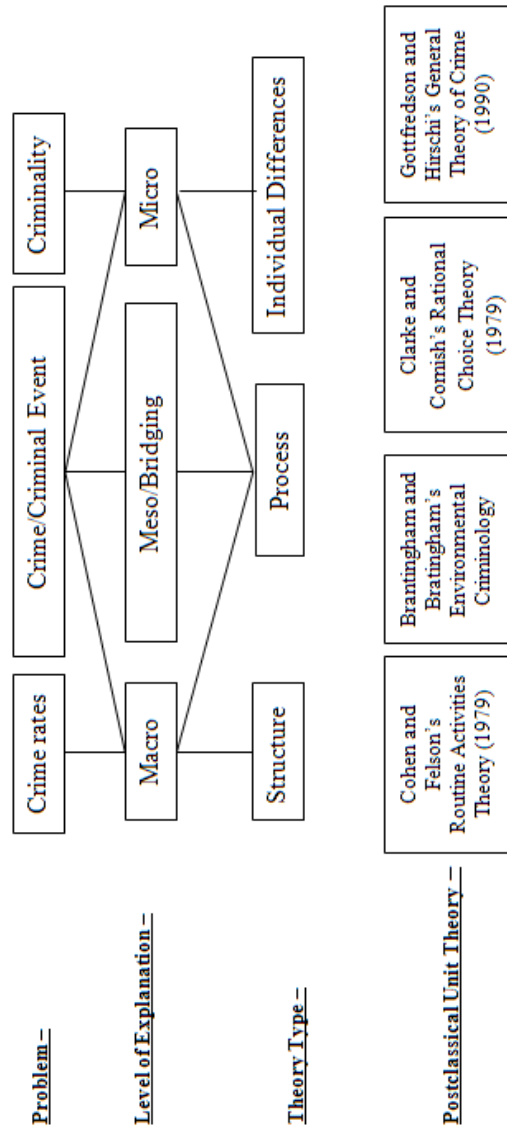 Problem –
Crime rates
Crime/Criminal Event
Criminality
Level of Explanation –
Macro
Meso/Bridging
Micro
Theory Type –
Structure
Process
Individual Differences
Postclassical Unit Theory –
Cohen and
Felson's
Routine Activities
Theory (1979)
Brantingham and
Bratingham's
Environmental
Criminology
Clarke and
Cornish's Rational
Choice Theory
(1979)
Gottfredson and
Hirschi's General
Theory of Crime
(1990)